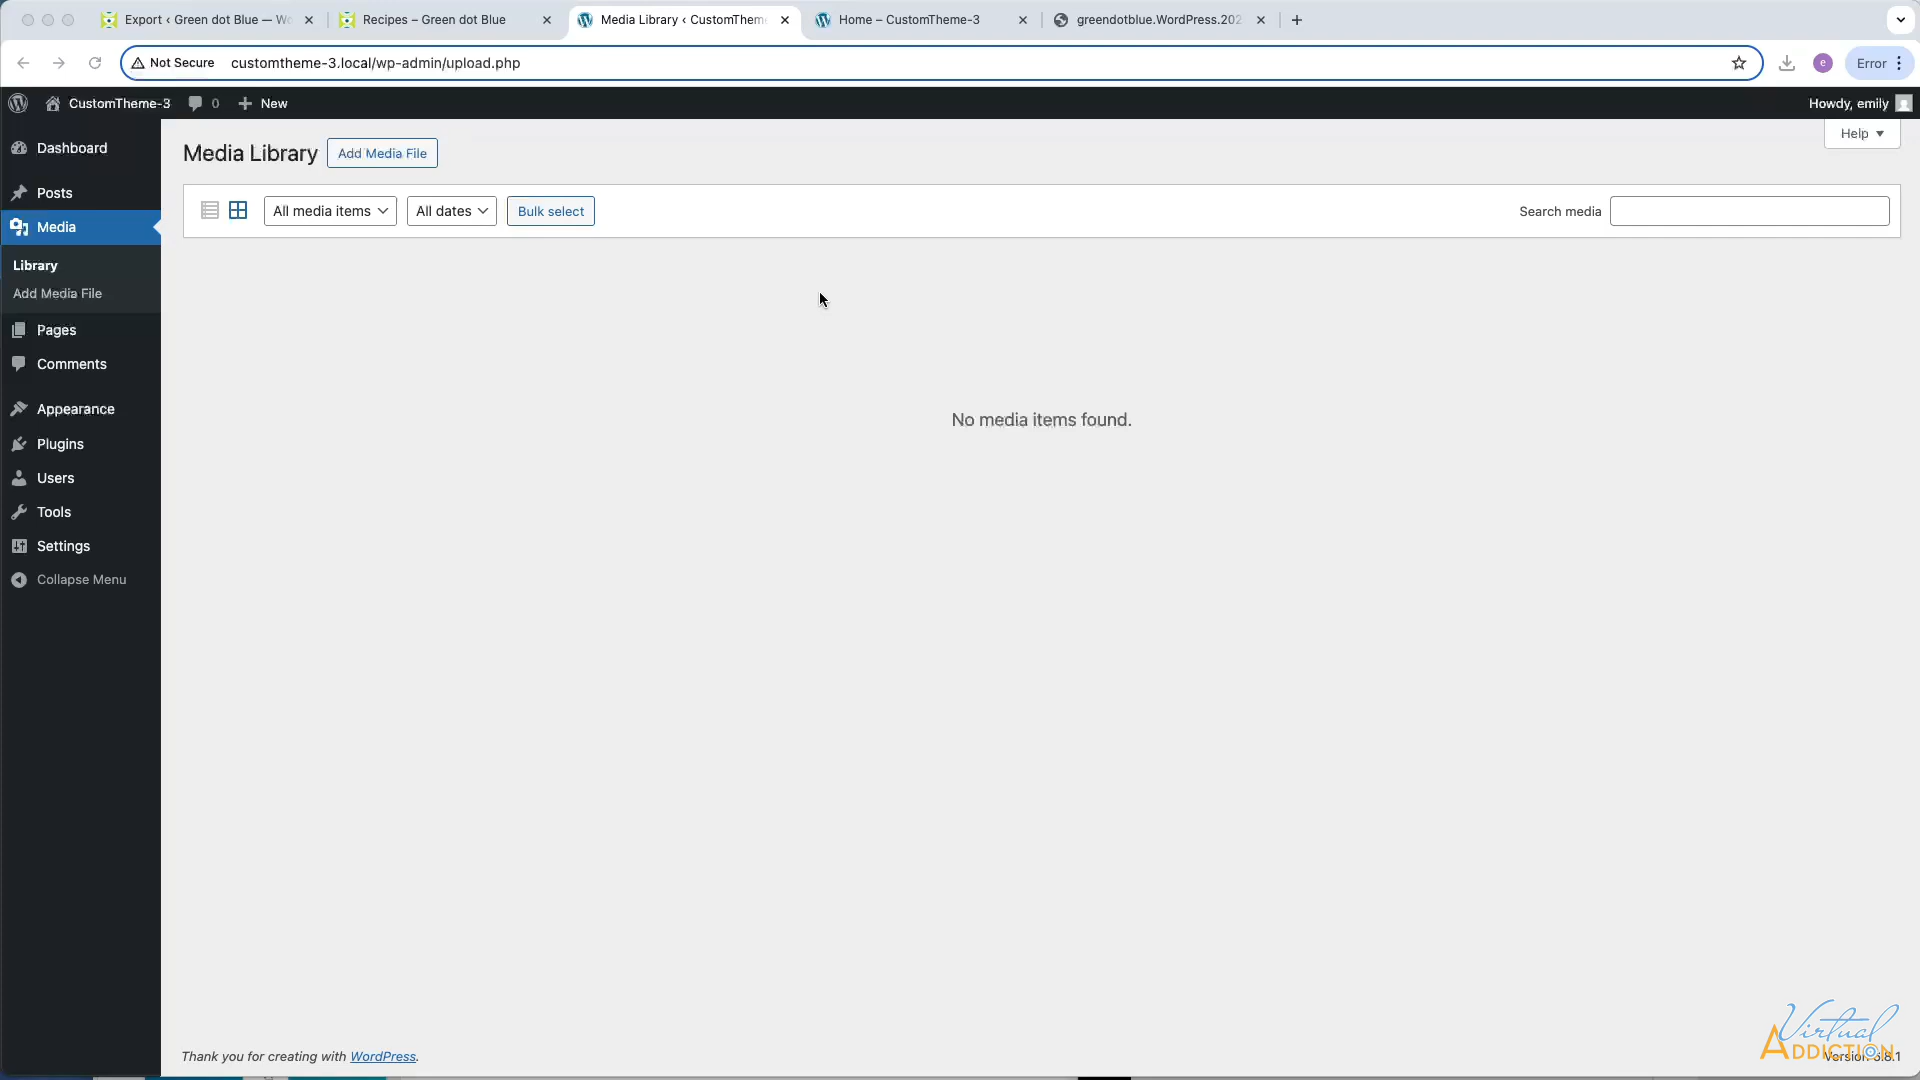 Export ‹ Green dot Blue — Wo
Recipes – Green dot Blue
Media Library ‹ CustomTheme
Home – CustomTheme-3
greendotblue.WordPress.202
Not Secure
customtheme-3.local/wp-admin/upload.php
e
Error
CustomTheme-3
0
New
Howdy, emily
Dashboard
Posts
Media
Library
Add Media File
Pages
Comments
Appearance
Plugins
Users
Tools
Settings
Collapse Menu
Help
Media Library
Add Media File
All media items
All dates
Bulk select
Search media
No media items found.
Thank you for creating with WordPress.
Virtual
ADDICTION